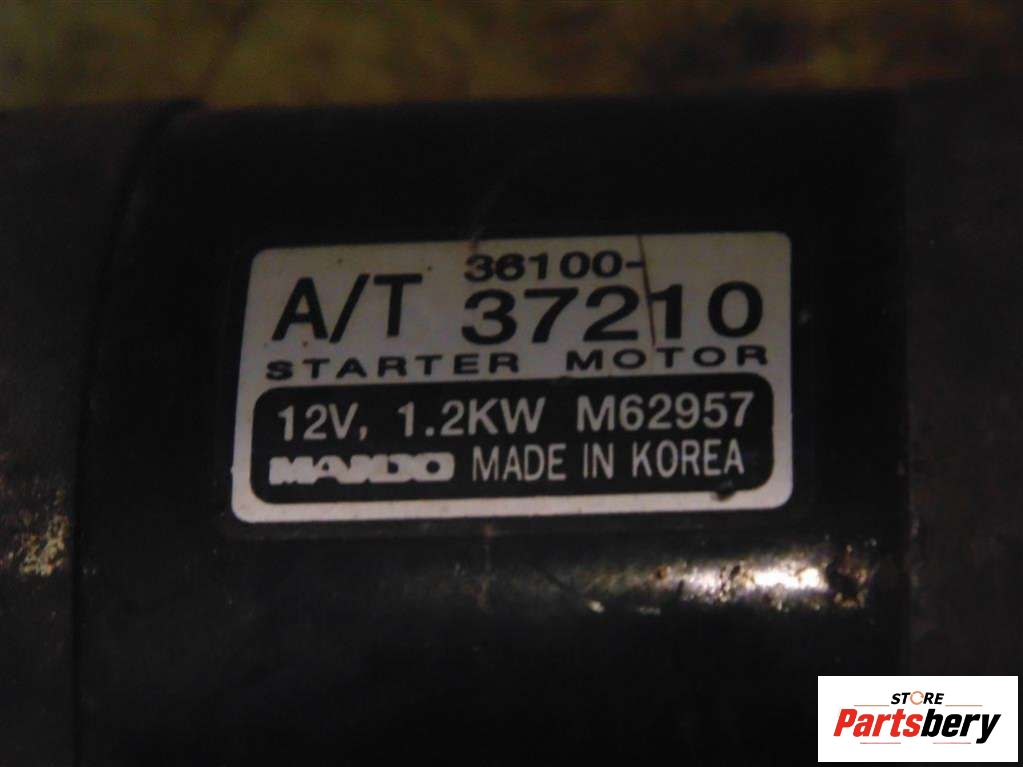 36100-
A/T 37210
STARTER MOTOR
12V, 1.2KW M62957
MANDO MADE IN KOREA
STORE
Partsbery